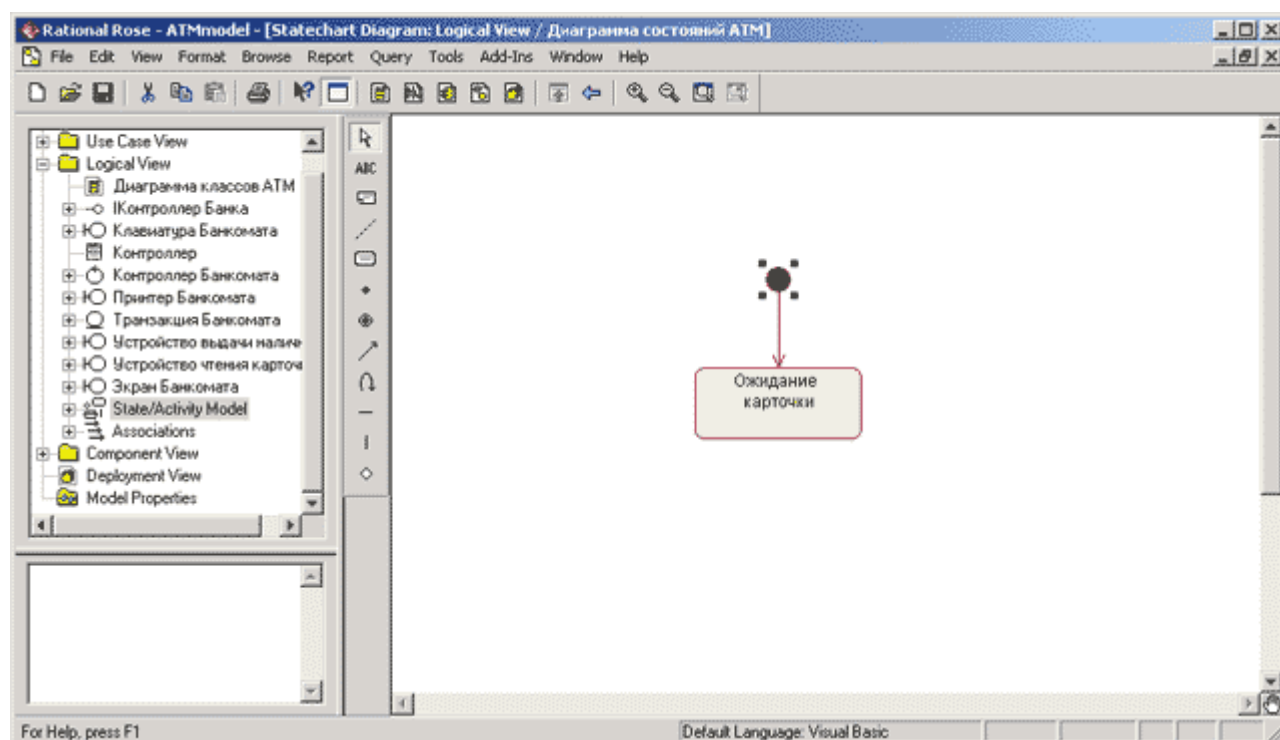 Rational Rose - ATMmodel - [Statechart Diagram: Logical View / Диаграмма состояний ATM]
File Edit View Format Browse Report Query Tools Add-Ins Window Help
Use Case View
Logical View
Диаграмма классов ATM
IКонтроллер Банка
Клавиатура Банкомата
Контроллер
Контроллер Банкомата
Принтер Банкомата
Транзакция Банкомата
Устройство выдачи налич
Устройство чтения карточ
Экран Банкомата
State/Activity Model
Associations
Component View
Deployment View
Model Properties
ABC
Ожидание
карточки
For Help, press F1
Default Language: Visual Basic